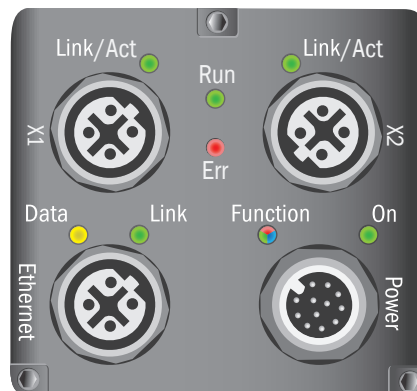 Link/Act
Link/Act
Run
X1
X2
Err
Data
Link
Function
On
Ethernet
Power